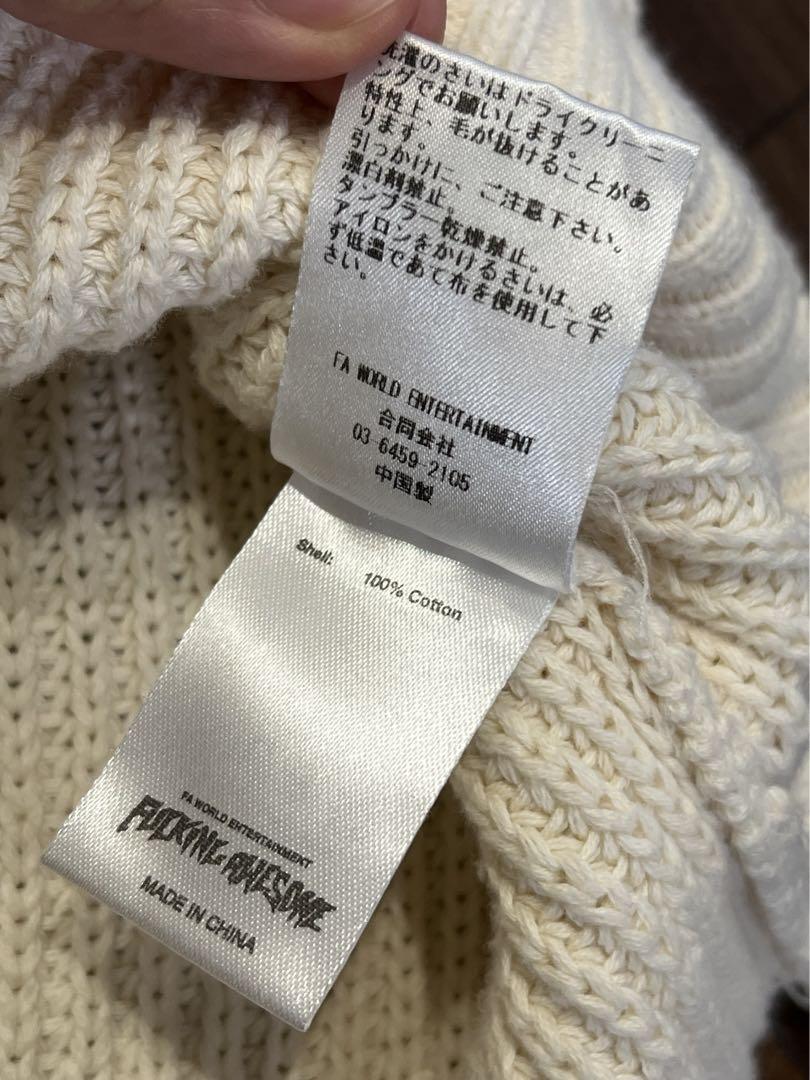 洗濯のさいはドライクリーニ
ングでお願いします。
特性上、毛が抜けることがあ
ります。
引っかけに、ご注意下さい。
漂白剤禁止。
タンブラー乾燥禁止。
アイロンをかけるさいは、必
ず低温であて布を使用して下
さい。
FA WORLD ENTERTAINMENT
合同会社
03-6459-2105
中国製
Shell: 100% Cotton
FA WORLD ENTERTAINMENT
FUCKING AWESOME
MADE IN CHINA